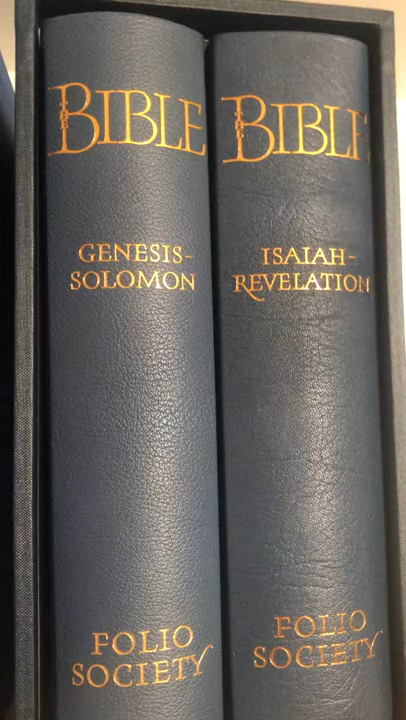 BIBLE
GENESIS-
SOLOMON
FOLIO
SOCIETY
BIBLE
ISAIAH-
REVELATION
FOLIO
SOCIETY